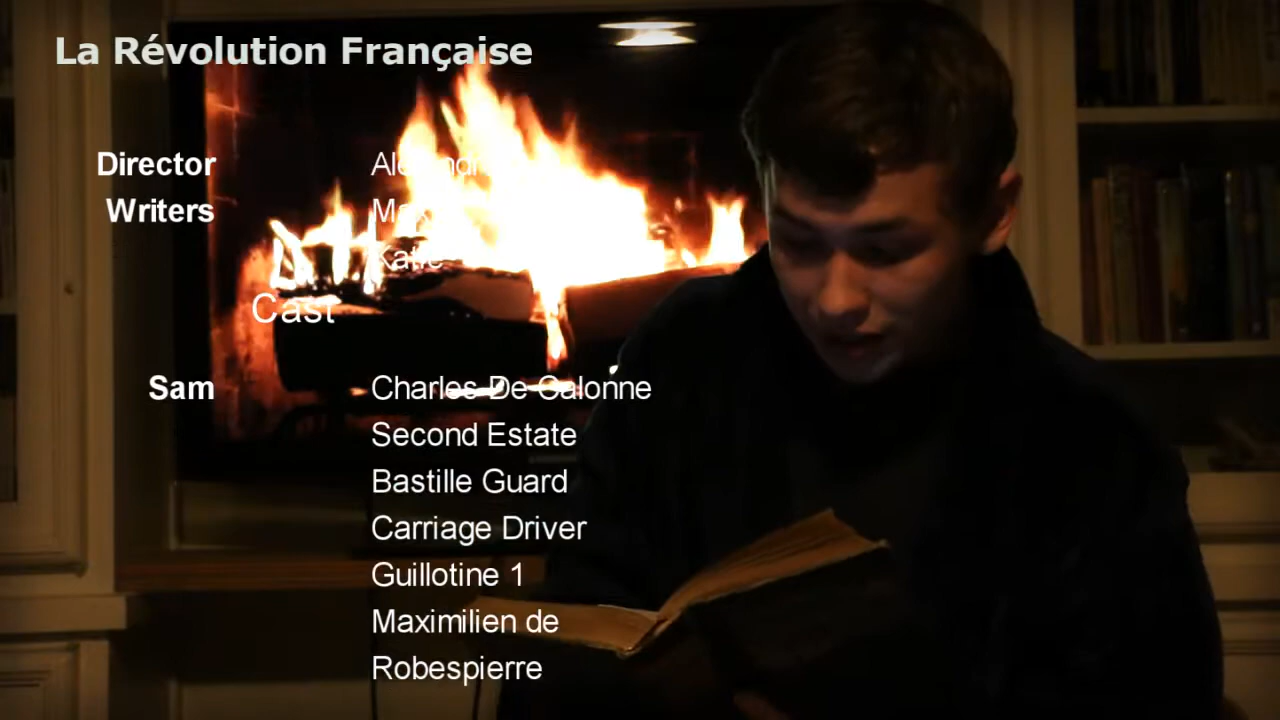 La Révolution Française
Director
Writers
Katie
Cast
Sam Charles De Calonne
Second Estate
Bastille Guard
Carriage Driver
Guillotine 1
Maximilien de
Robespierre